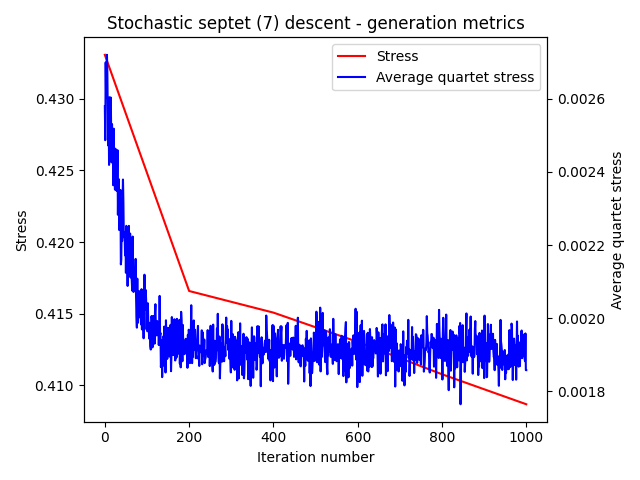 Stochastic septet (7) descent - generation metrics
Stress
Average quartet stress
0.430
0.425
0.420
0.415
0.410
Stress
0.0026
0.0024
0.0022
0.0020
0.0018
Average quartet stress
0 200 400 600 800 1000
Iteration number